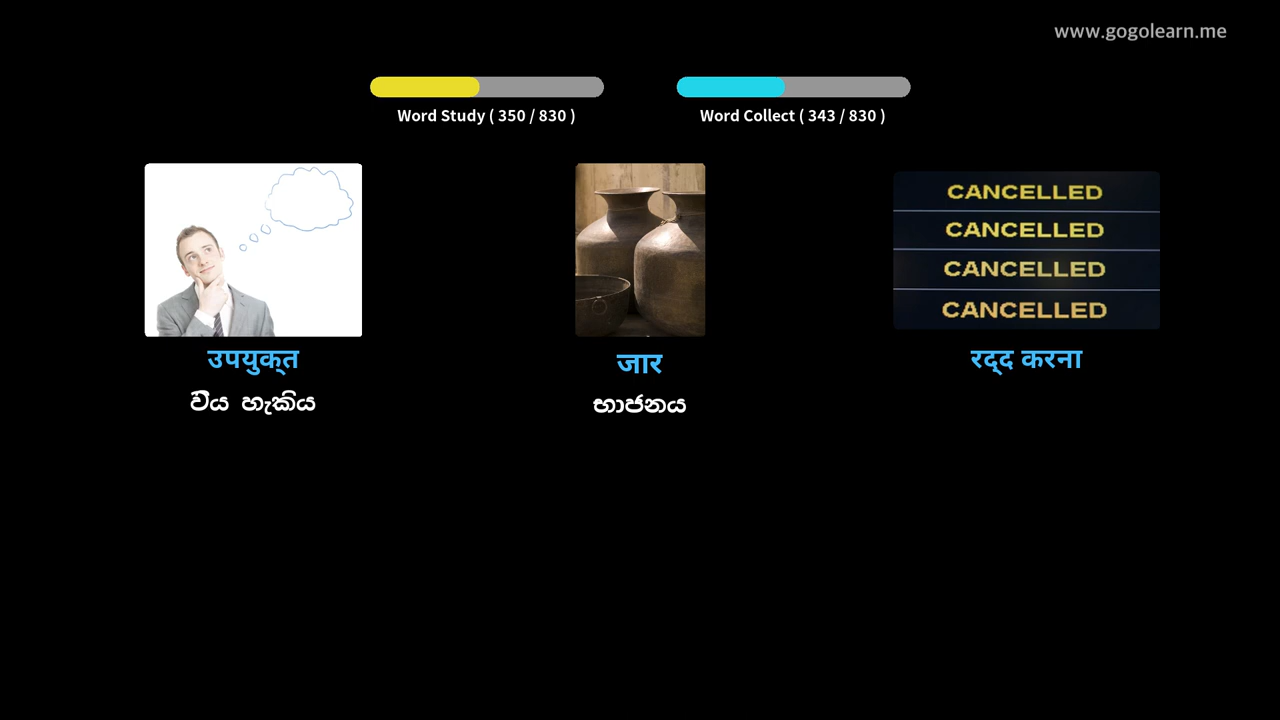 www.gogolearn.me
Word Study ( 350 / 830 )
Word Collect ( 343 / 830 )
CANCELLED
CANCELLED
CANCELLED
CANCELLED
उपयुक्त
जार
रद्द करना
විය හැකිය
භාජනය